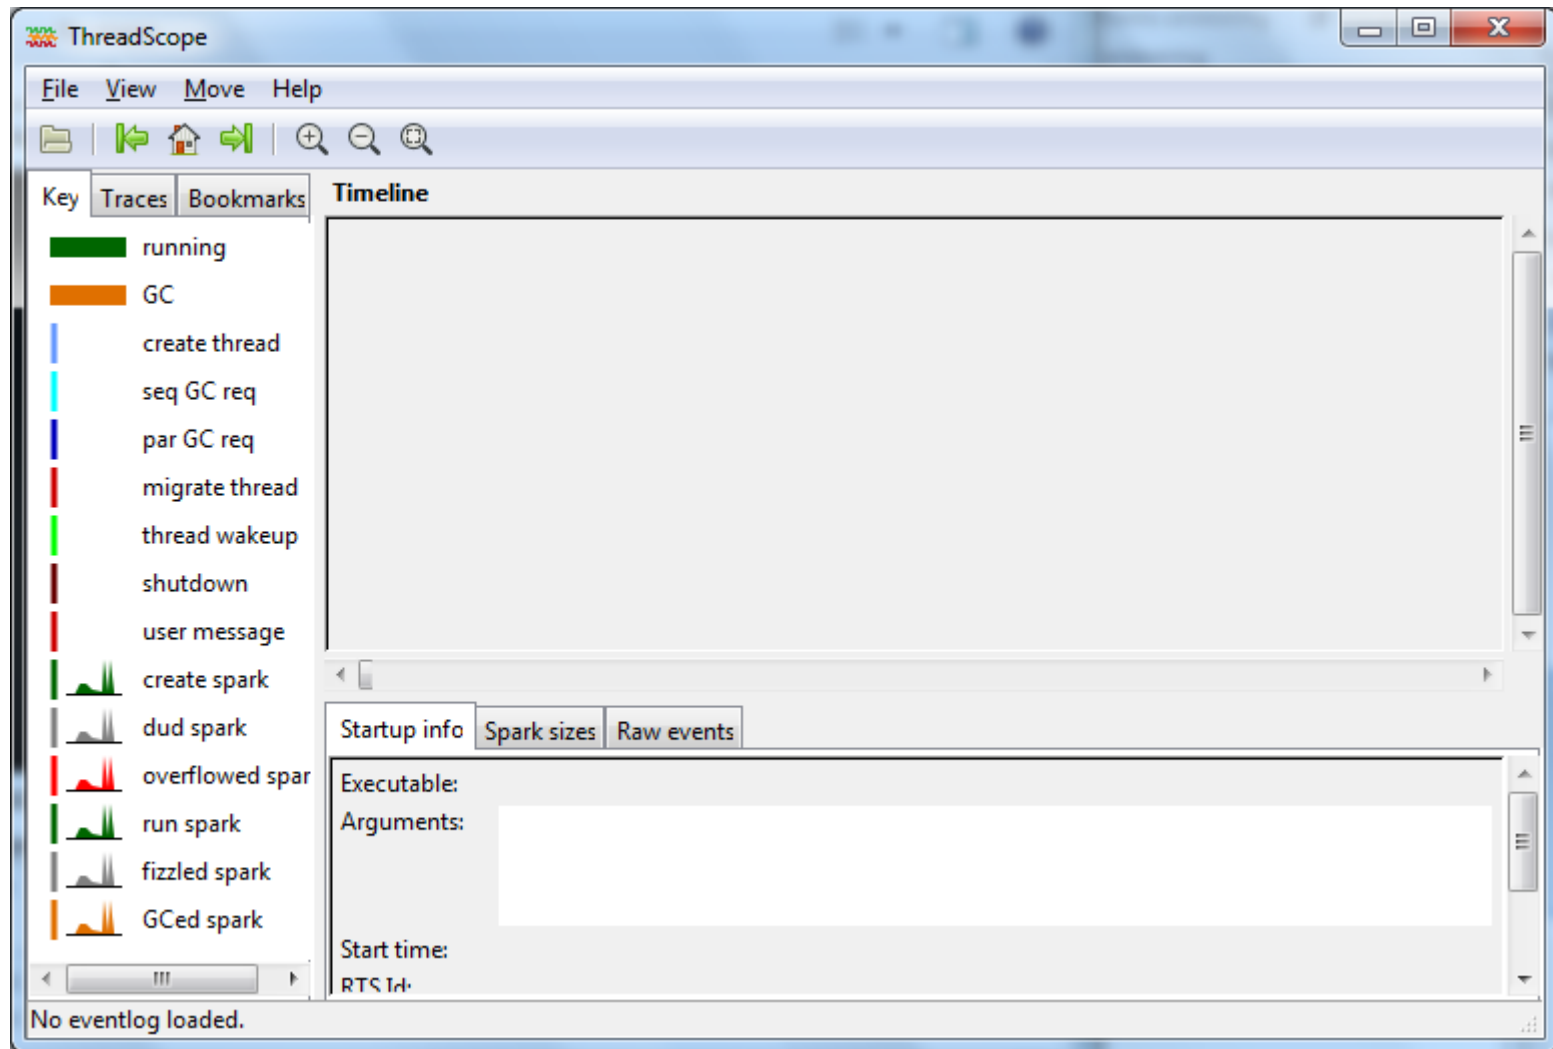 ThreadScope
File View Move Help
Key Traces Bookmarks
Timeline
running
GC
create thread
seq GC req
par GC req
migrate thread
thread wakeup
shutdown
user message
create spark
dud spark
overflowed spar
run spark
fizzled spark
GCed spark
Startup info Spark sizes Raw events
Executable:
Arguments:
Start time:
RTS Id:
No eventlog loaded.